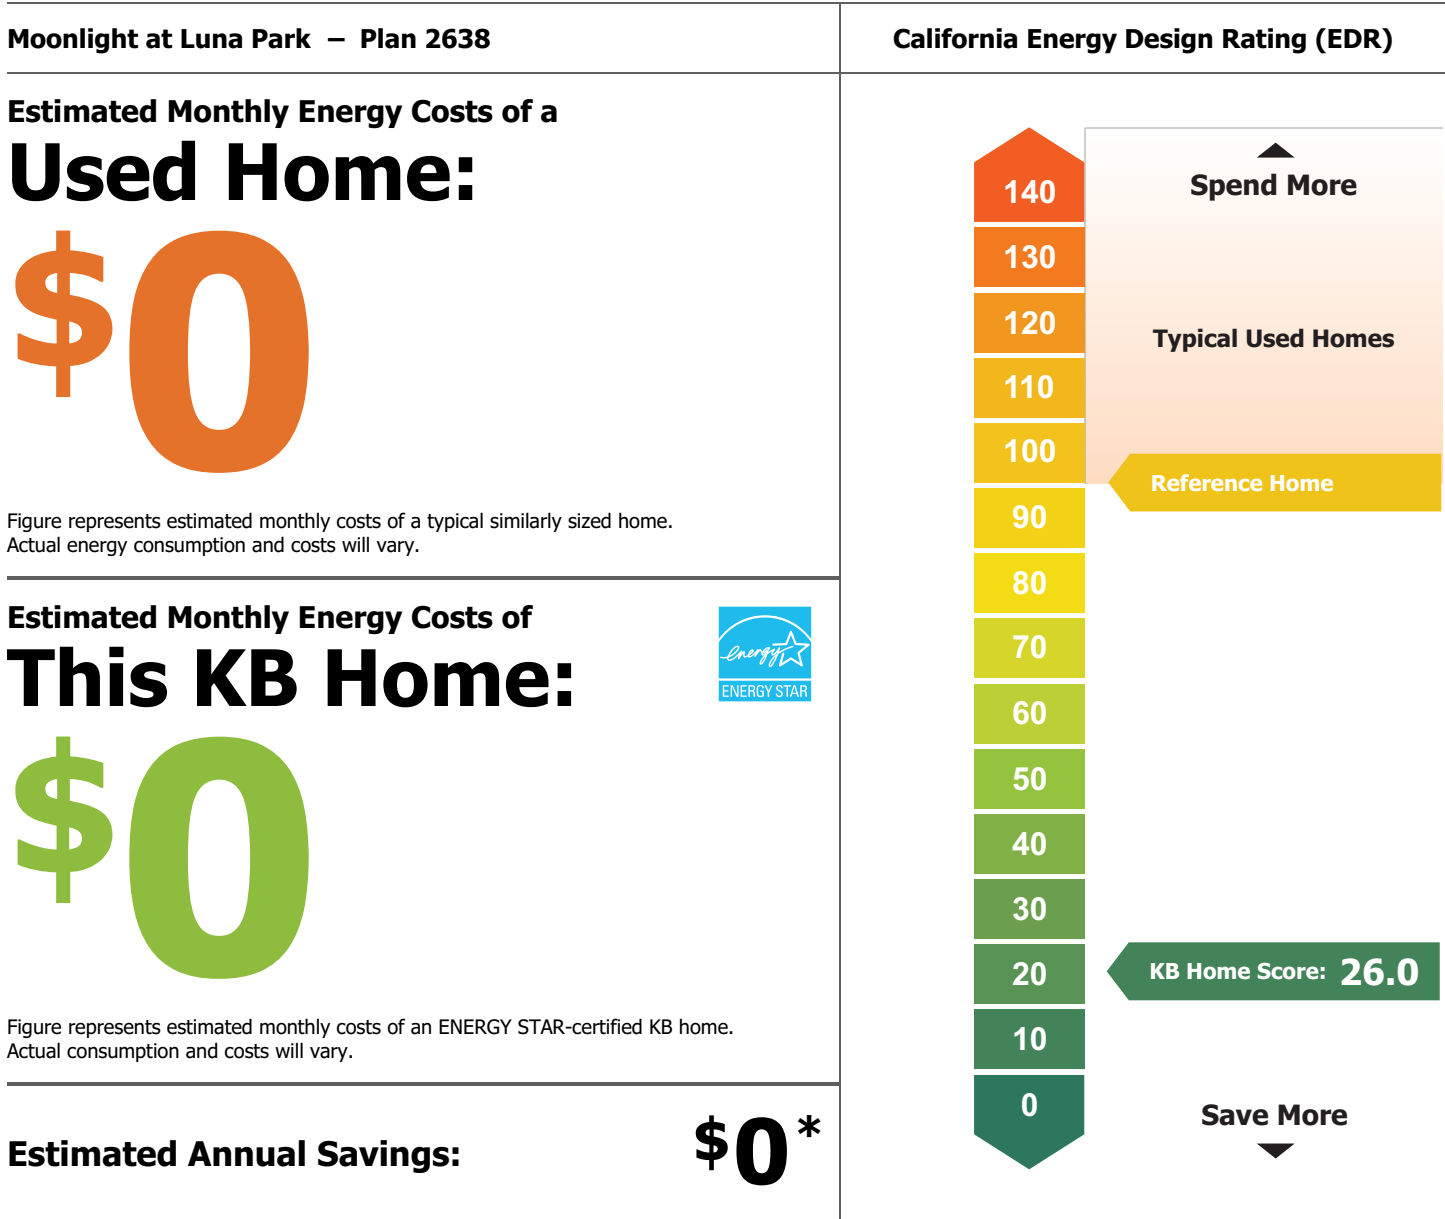 Moonlight at Luna Park – Plan 2638
Estimated Monthly Energy Costs of a
Used Home:
$0
Figure represents estimated monthly costs of a typical similarly sized home.
Actual energy consumption and costs will vary.
Estimated Monthly Energy Costs of
This KB Home:
energy
ENERGY STAR
$0
Figure represents estimated monthly costs of an ENERGY STAR-certified KB home.
Actual consumption and costs will vary.
Estimated Annual Savings: $0*
California Energy Design Rating (EDR)
140
130
120
110
100
90
80
70
60
50
40
30
20
10
0
Spend More
Typical Used Homes
Reference Home
KB Home Score: 26.0
Save More